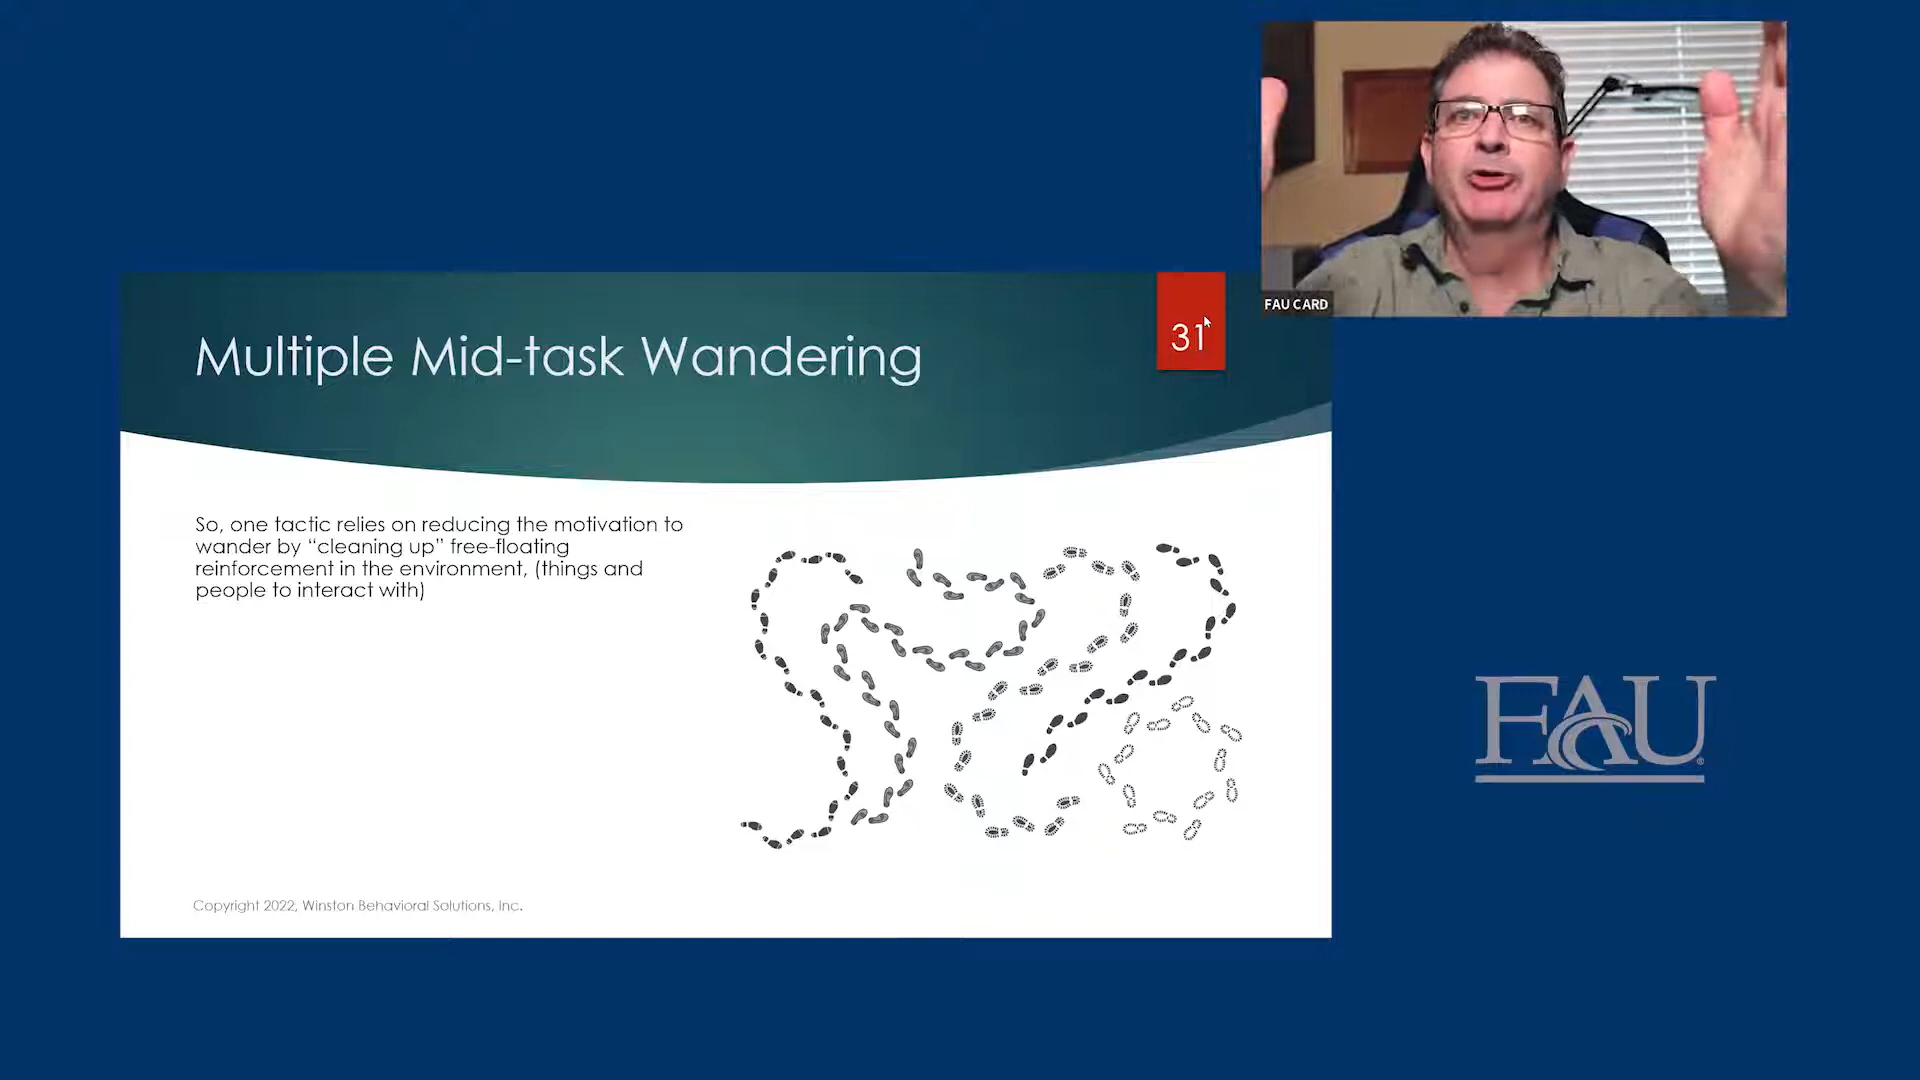 FAU CARD
Multiple Mid-task Wandering
31
So, one tactic relies on reducing the motivation to
wander by “cleaning up” free-floating
reinforcement in the environment, (things and
people to interact with)
FAU
Copyright 2022, Winston Behavioral Solutions, Inc.